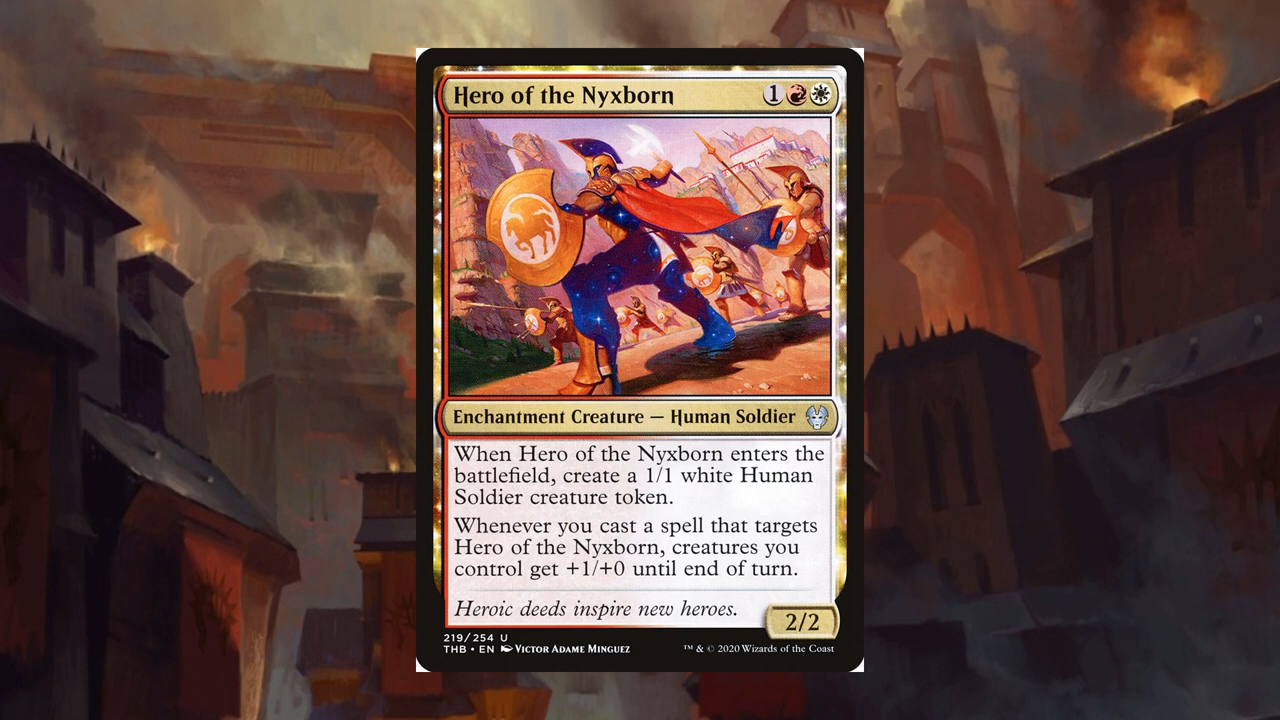 Hero of the Nyxborn 1
Enchantment Creature — Human Soldier
When Hero of the Nyxborn enters the
battlefield, create a 1/1 white Human
Soldier creature token.
Whenever you cast a spell that targets
Hero of the Nyxborn, creatures you
control get +1/+0 until end of turn.
Heroic deeds inspire new heroes.
2/2
219/254 U
THB • EN Victor Adame Minguez ™ & © 2020 Wizards of the Coast